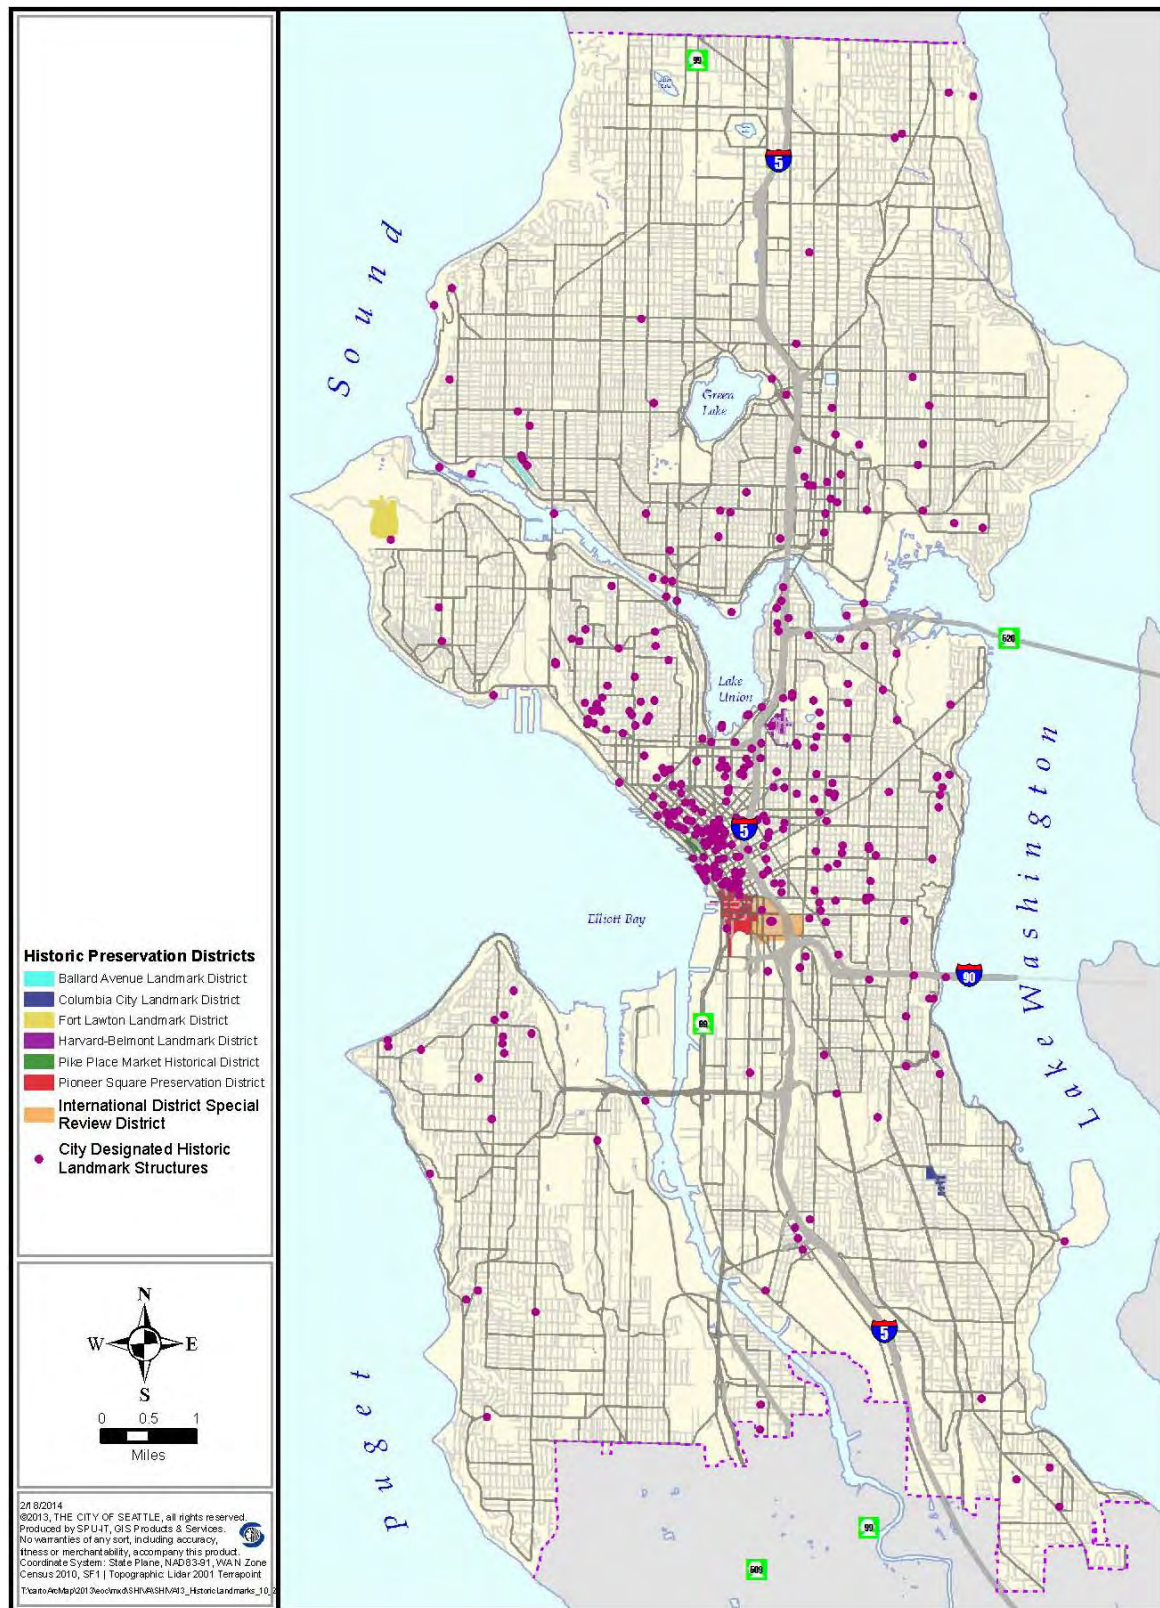 Historic Preservation Districts
Ballard Avenue Landmark District
Columbia City Landmark District
Fort Lawton Landmark District
Harvard-Belmont Landmark District
Pike Place Market Historical District
Pioneer Square Preservation District
International District Special
Review District
City Designated Historic
Landmark Structures
N
W
E
S
0 0.5 1
Miles
2/18/2014
©2013, THE CITY OF SEATTLE, all rights reserved.
Produced by SPU-IT, GIS Products & Services.
No warranties of any sort, including accuracy,
fitness or merchantability, accompany this product.
Coordinate System: State Plane, NAD83-91, WA N Zone
Census 2010, SF1 | Topographic: Lidar 2001 Terrapoint
99
5
Sound
Green
Lake
520
Lake
Union
5
Elliott Bay
Lake Washington
90
99
5
Puget
99
509